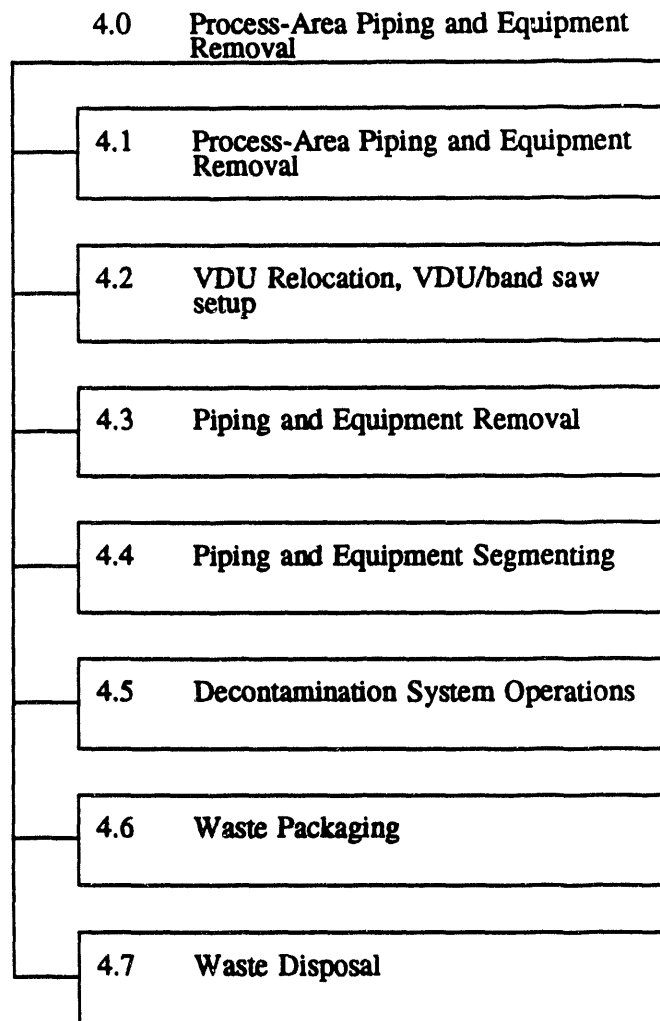 4.0 Process-Area Piping and Equipment
Removal
4.1 Process-Area Piping and Equipment
Removal
4.2 VDU Relocation, VDU/band saw
setup
4.3 Piping and Equipment Removal
4.4 Piping and Equipment Segmenting
4.5 Decontamination System Operations
4.6 Waste Packaging
4.7 Waste Disposal